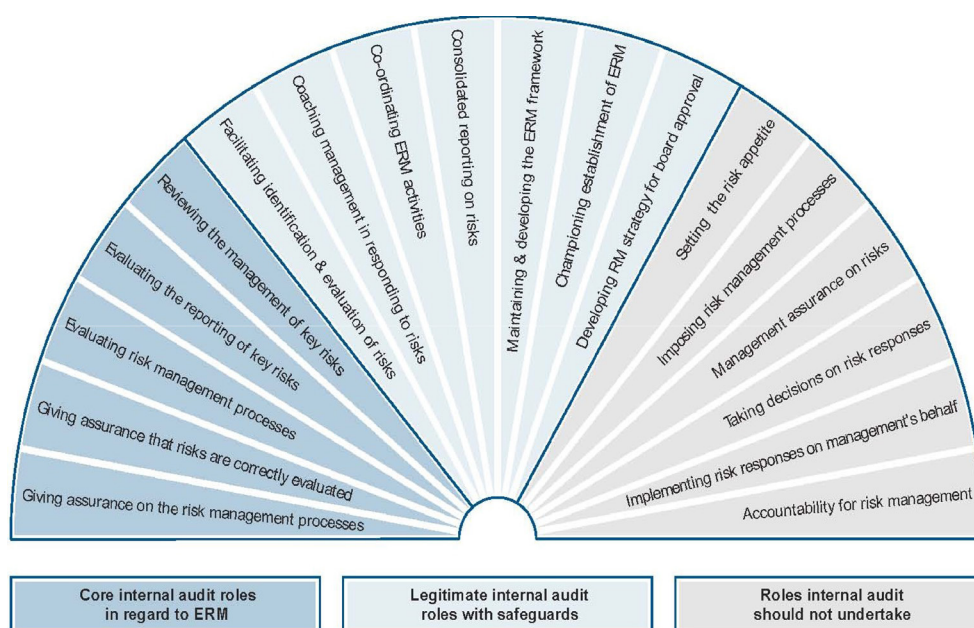 Giving assurance on the risk management processes
Giving assurance that risks are correctly evaluated
Evaluating risk management processes
Evaluating the reporting of key risks
Reviewing the management of key risks
Facilitating identification & evaluation of risks
Coaching management in responding to risks
Co-ordinating ERM activities
Consolidated reporting on risks
Maintaining & developing the ERM framework
Championing establishment of ERM
Developing RM strategy for board approval
Setting the risk appetite
Imposing risk management processes
Management assurance on risks
Taking decisions on risk responses
Implementing risk responses on management's behalf
Accountability for risk management
Core internal audit roles
in regard to ERM
Legitimate internal audit
roles with safeguards
Roles internal audit
should not undertake